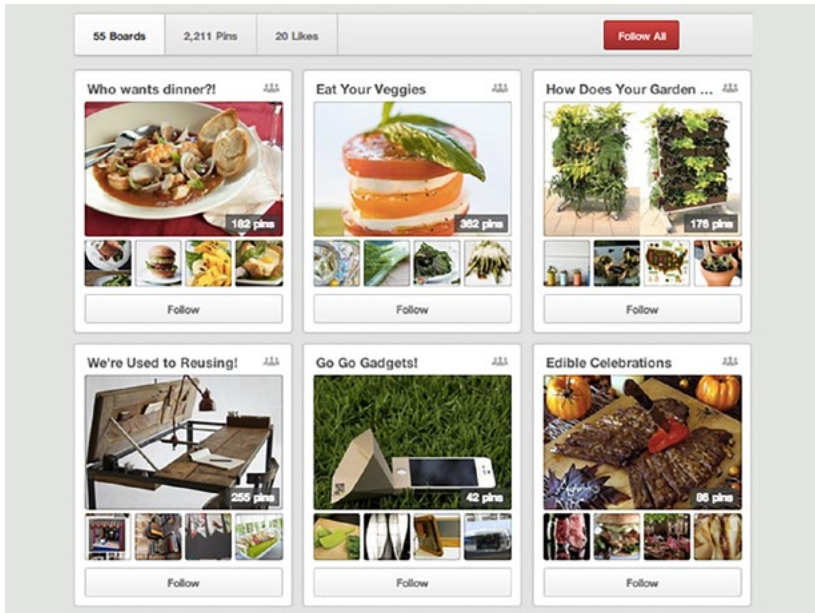 55 Boards
2,211 Pins
20 Likes
Follow All
Who wants dinner?!
Eat Your Veggies
How Does Your Garden ...
182 pins
362 pins
176 pins
Follow
Follow
Follow
We're Used to Reusing!
Go Go Gadgets!
Edible Celebrations
255 pins
42 pins
86 pins
Follow
Follow
Follow